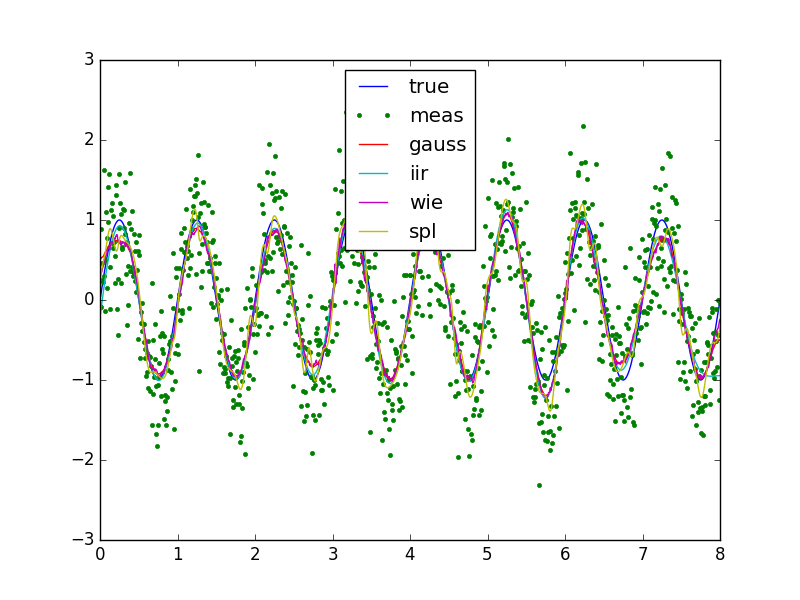 3
2
1
0
−1
−2
−3
true
meas
gauss
iir
wie
spl
0 1 2 3 4 5 6 7 8